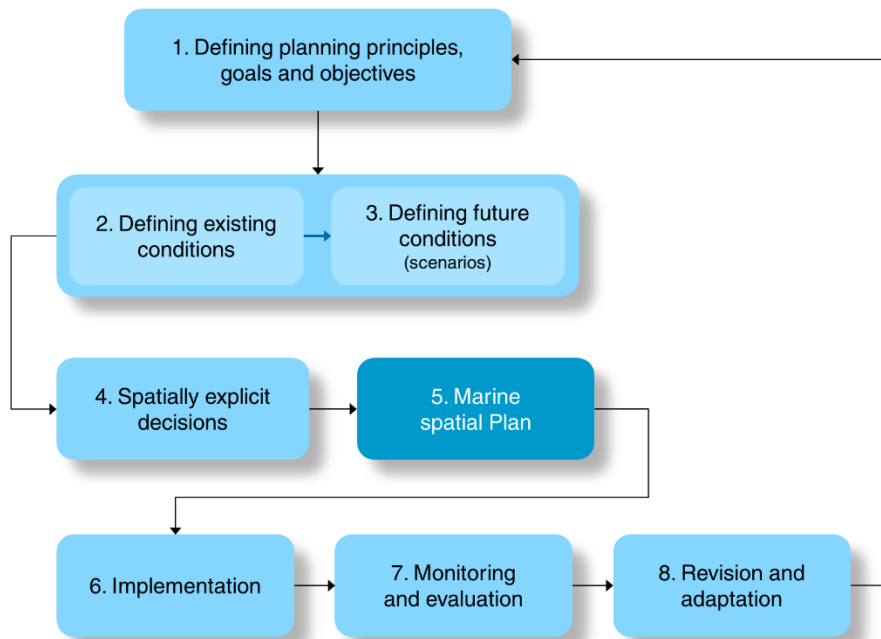 1. Defining planning principles,
goals and objectives
2. Defining existing
conditions
3. Defining future
conditions
(scenarios)
4. Spatially explicit
decisions
5. Marine
spatial Plan
6. Implementation
7. Monitoring
and evaluation
8. Revision and
adaptation